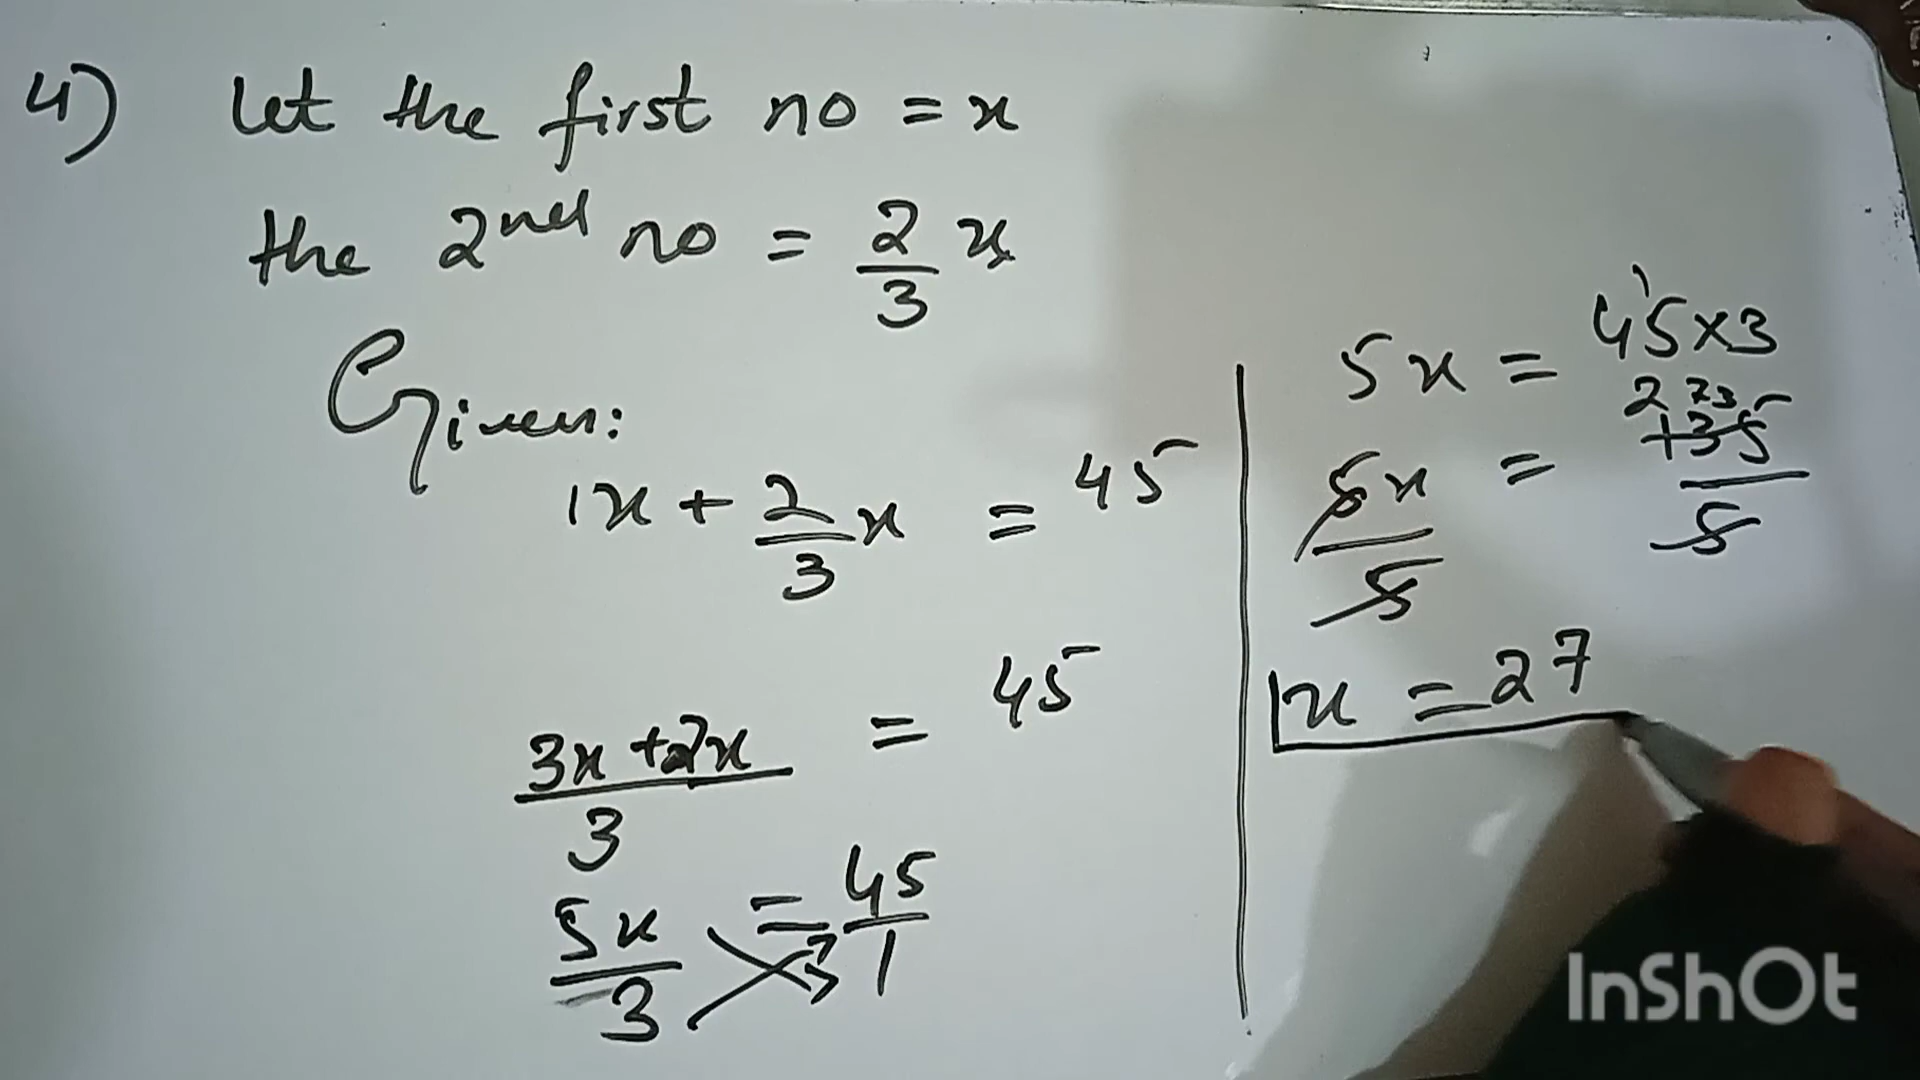 4) Let the first no = x
the 2nd no = 2/3 x
Given:
1x + 2/3 x = 45
3x + 2x / 3 = 45
5x/3 = 45/1
5x = 45 x 3
5x/5 = 135/5
x = 27
InShOt